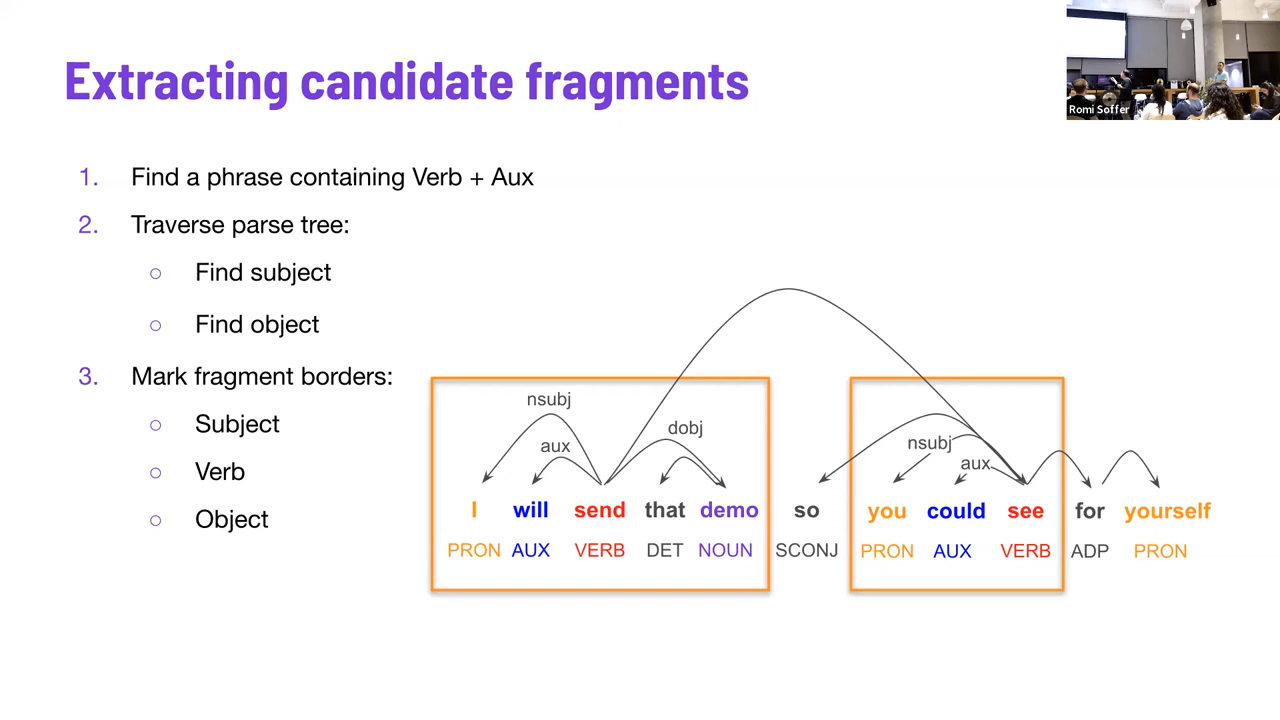 Extracting candidate fragments
Romi Soffer
1. Find a phrase containing Verb + Aux
2. Traverse parse tree:
○ Find subject
○ Find object
3. Mark fragment borders:
○ Subject
○ Verb
○ Object
nsubj
aux
dobj
nsubj
aux
I will send that demo so you could see for yourself
PRON AUX VERB DET NOUN SCONJ PRON AUX VERB ADP PRON